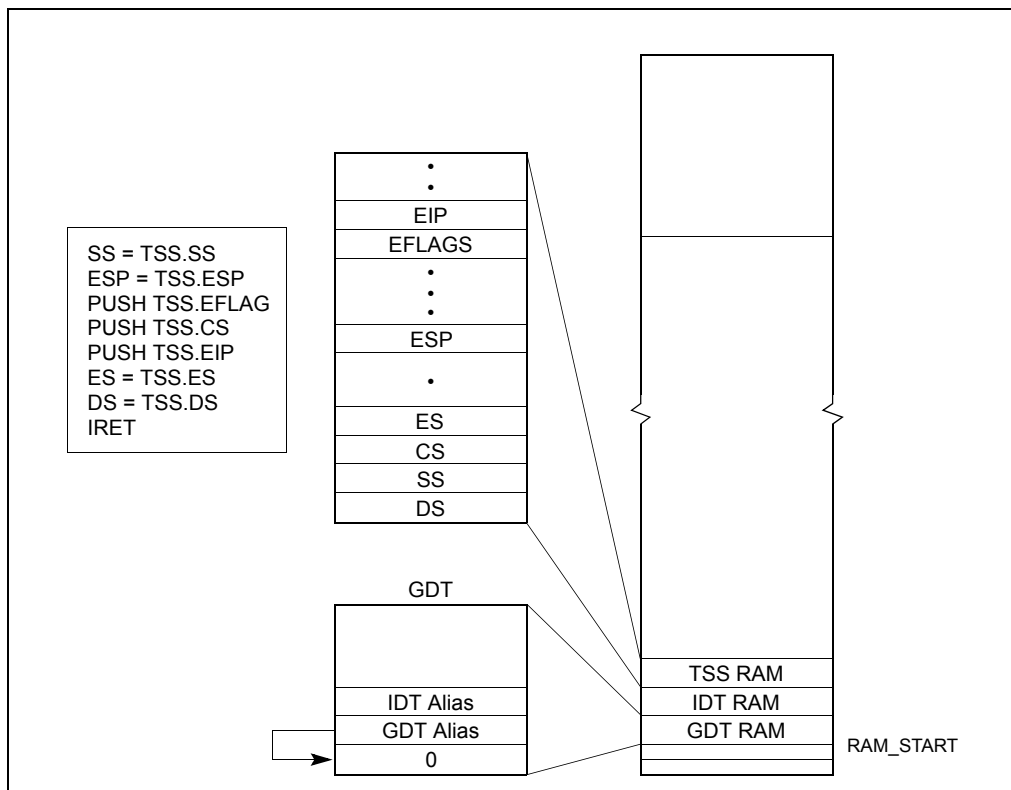 SS = TSS.SS
ESP = TSS.ESP
PUSH TSS.EFLAG
PUSH TSS.CS
PUSH TSS.EIP
ES = TSS.ES
DS = TSS.DS
IRET
EIP
EFLAGS
ESP
ES
CS
SS
DS
GDT
IDT Alias
GDT Alias
0
TSS RAM
IDT RAM
GDT RAM
RAM_START